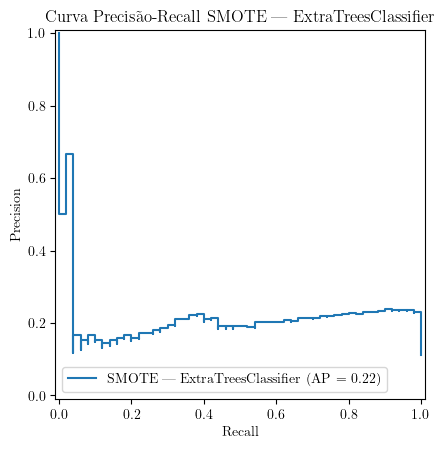 Curva Precisão-Recall SMOTE — ExtraTreesClassifier
1.0
0.8
0.6
0.4
0.2
0.0
Precision
SMOTE — ExtraTreesClassifier (AP = 0.22)
0.0 0.2 0.4 0.6 0.8 1.0
Recall